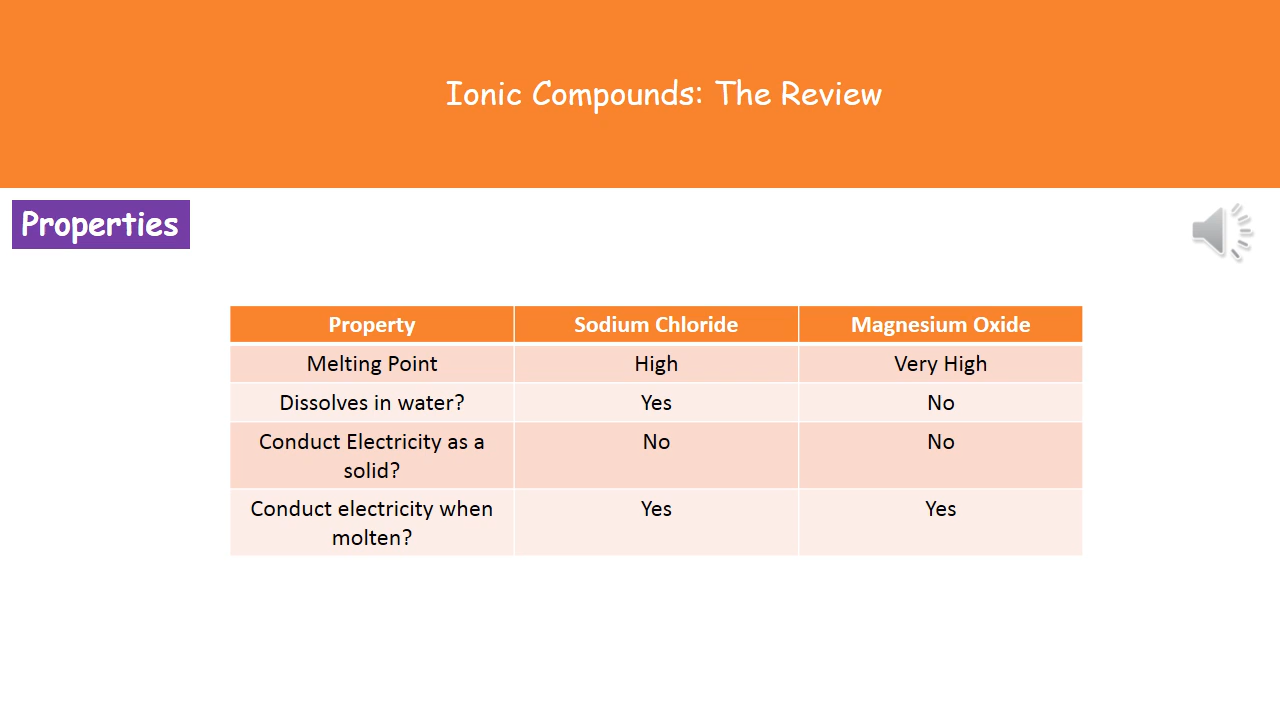 Ionic Compounds: The Review
Properties
Property Sodium Chloride Magnesium Oxide
Melting Point High Very High
Dissolves in water? Yes No
Conduct Electricity as a No No
solid?
Conduct electricity when Yes Yes
molten?